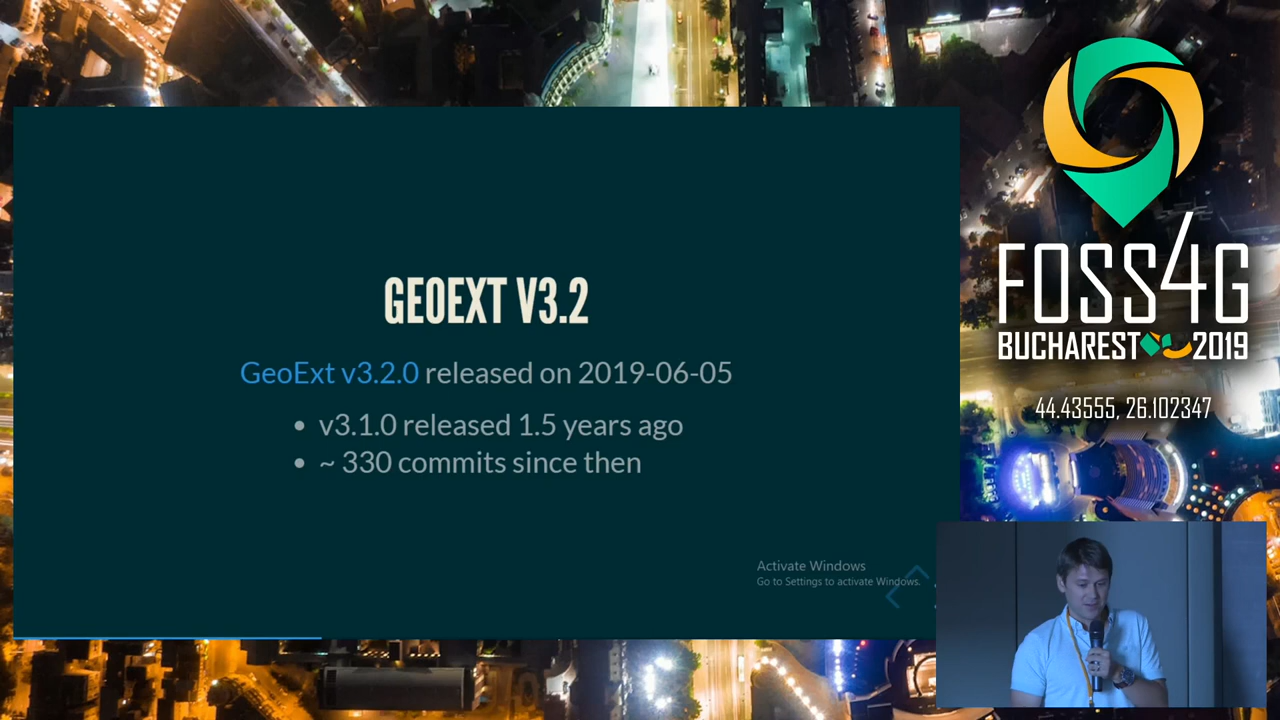 GEOEXT V3.2
GeoExt v3.2.0 released on 2019-06-05
• v3.1.0 released 1.5 years ago
• ~ 330 commits since then
Activate Windows
Go to Settings to activate Windows.
FOSS4G
BUCHAREST 2019
44.43555, 26.102347